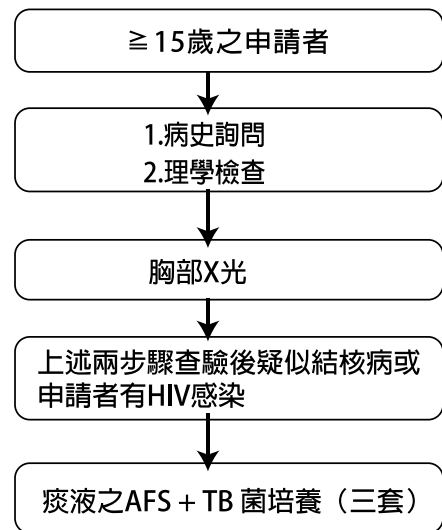 ≧15歲之申請者
1.病史詢問
2.理學檢查
胸部X光
上述兩步驟查驗後疑似結核病或
申請者有HIV感染
痰液之AFS + TB 菌培養（三套）